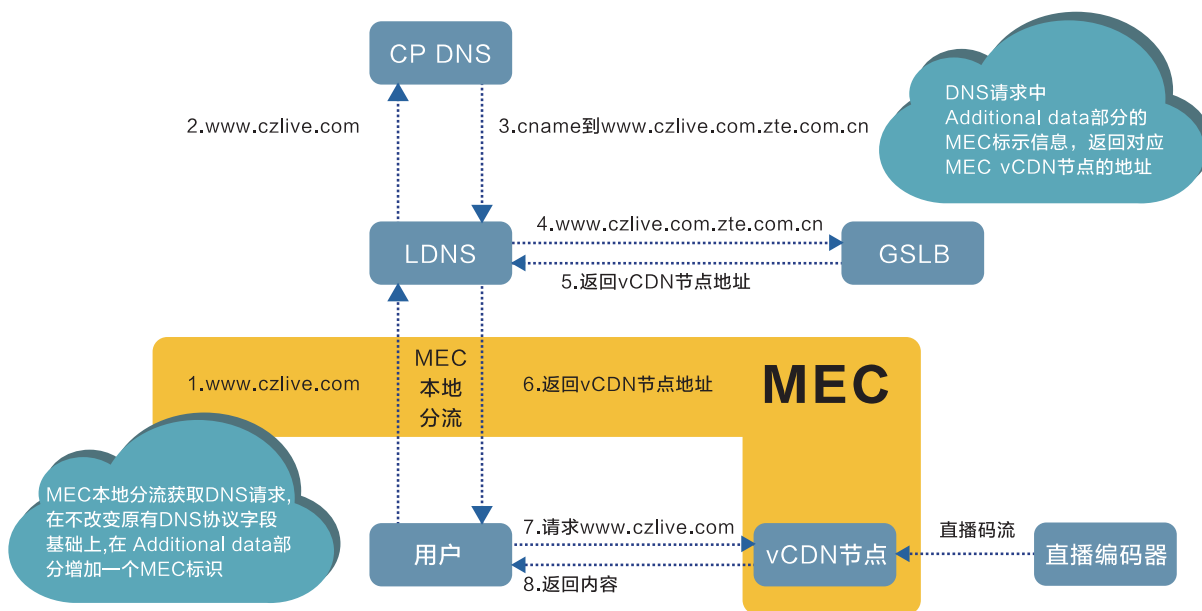 CP DNS
DNS请求中
Additional data部分的
MEC标示信息，返回对应
MEC vCDN节点的地址
2.www.czlive.com
3.cname到www.czlive.com.zte.com.cn
4.www.czlive.com.zte.com.cn
LDNS
GSLB
5.返回vCDN节点地址
MEC
本地
分流
1.www.czlive.com
6.返回vCDN节点地址
MEC
MEC本地分流获取DNS请求,
在不改变原有DNS协议字段
基础上,在 Additional data部
分增加一个MEC标识
7.请求www.czlive.com
用户
vCDN节点
直播码流
直播编码器
8.返回内容